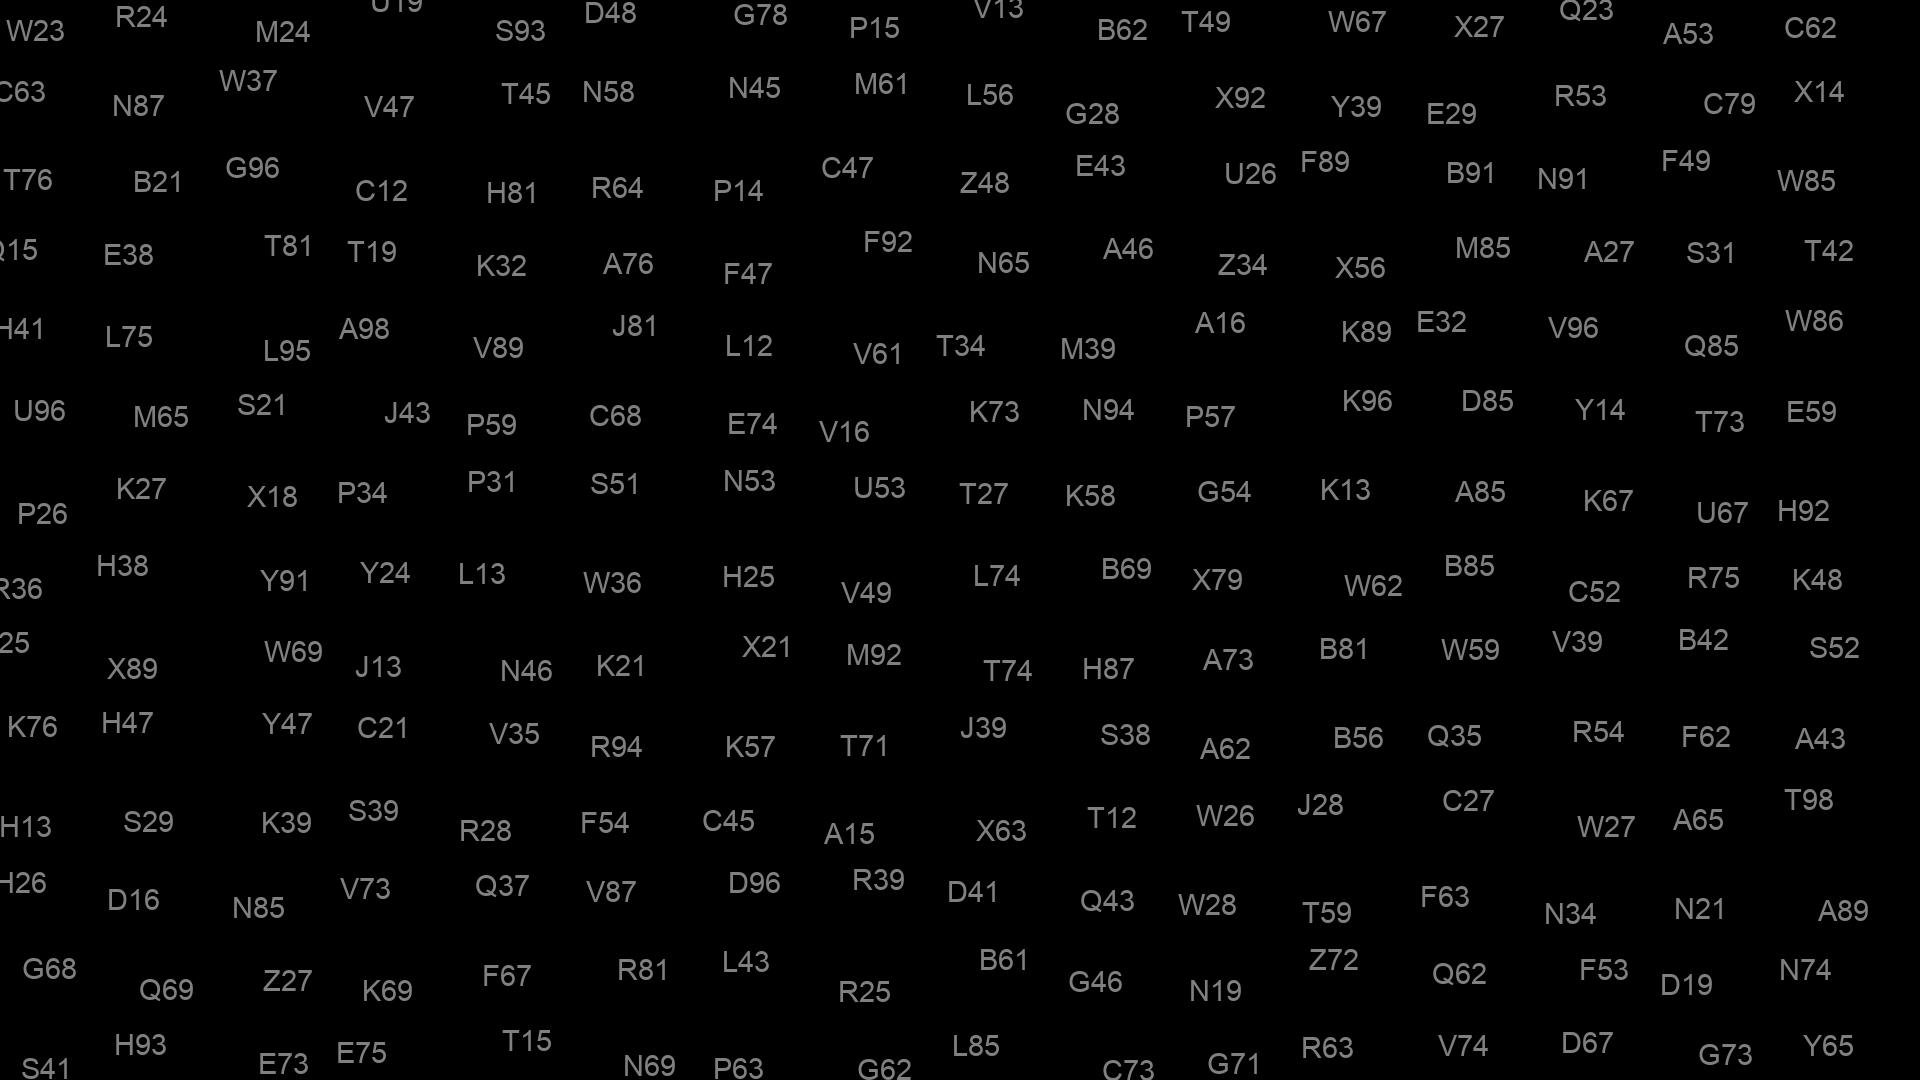 W23 R24 M24 U19 S93 D48 G78 P15 V13 B62 T49 W67 X27 Q23 A53 C62
C63 N87 W37 V47 T45 N58 N45 M61 L56 G28 X92 Y39 E29 R53 C79 X14
T76 B21 G96 C12 H81 R64 P14 C47 Z48 E43 U26 F89 B91 N91 F49 W85
Q15 E38 T81 T19 K32 A76 F47 F92 N65 A46 Z34 X56 M85 A27 S31 T42
H41 L75 L95 A98 V89 J81 L12 V61 T34 M39 A16 K89 E32 V96 Q85 W86
U96 M65 S21 J43 P59 C68 E74 V16 K73 N94 P57 K96 D85 Y14 T73 E59
P26 K27 X18 P34 P31 S51 N53 U53 T27 K58 G54 K13 A85 K67 U67 H92
R36 H38 Y91 Y24 L13 W36 H25 V49 L74 B69 X79 W62 B85 C52 R75 K48
25 X89 W69 J13 N46 K21 X21 M92 T74 H87 A73 B81 W59 V39 B42 S52
K76 H47 Y47 C21 V35 R94 K57 T71 J39 S38 A62 B56 Q35 R54 F62 A43
H13 S29 K39 S39 R28 F54 C45 A15 X63 T12 W26 J28 C27 W27 A65 T98
H26 D16 N85 V73 Q37 V87 D96 R39 D41 Q43 W28 T59 F63 N34 N21 A89
G68 Q69 Z27 K69 F67 R81 L43 R25 B61 G46 N19 Z72 Q62 F53 D19 N74
S41 H93 E73 E75 T15 N69 P63 G62 L85 C73 G71 R63 V74 D67 G73 Y65